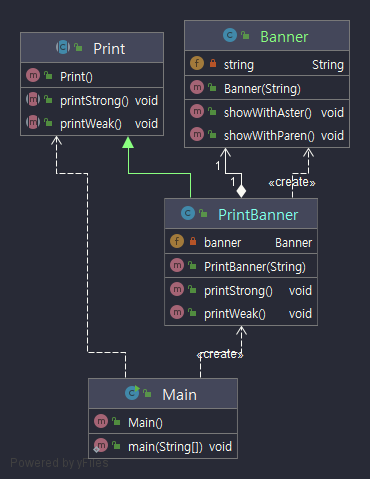 Print
Print()
printStrong() void
printWeak() void
Banner
string String
Banner(String)
showWithAster() void
showWithParen() void
1
1
«create»
PrintBanner
banner Banner
PrintBanner(String)
printStrong() void
printWeak() void
«create»
Main
Main()
main(String[]) void
Powered by yFiles